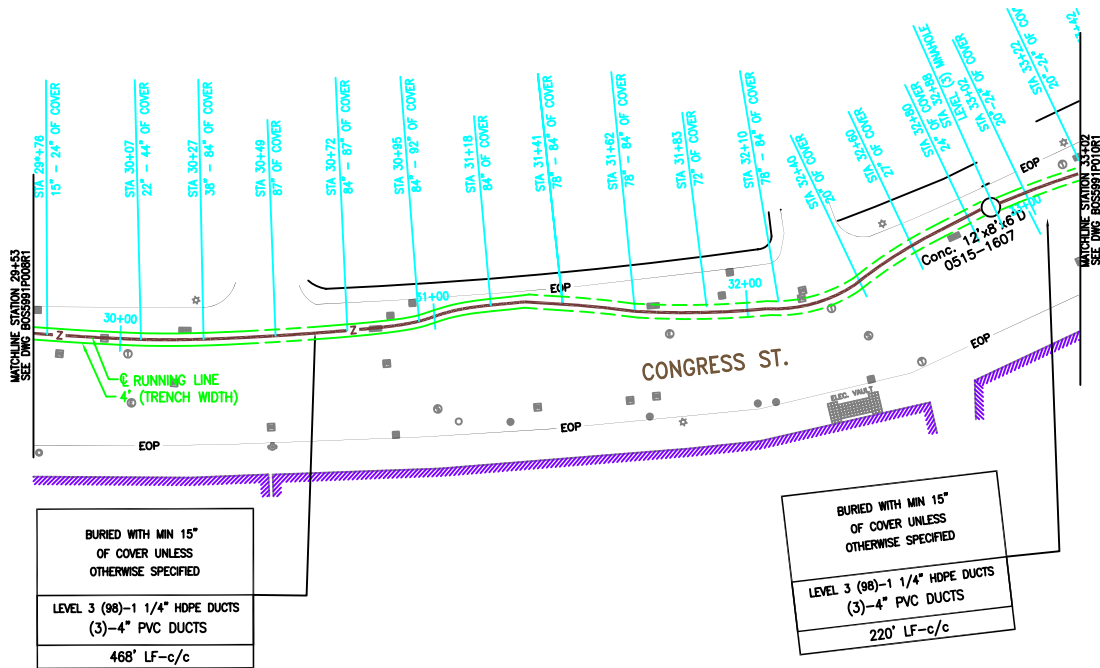 MATCHLINE STATION 29+53
SEE DWG BOS5991P008R1
STA 29+76
15" - 24" OF COVER
STA 30+07
22" - 44" OF COVER
STA 30+27
38" - 84" OF COVER
STA 30+49
87" OF COVER
STA 30+72
84" - 87" OF COVER
STA 30+95
84" - 92" OF COVER
STA 31+18
84" OF COVER
STA 31+41
78" - 84" OF COVER
STA 31+62
78" - 84" OF COVER
STA 31+83
72" OF COVER
STA 32+10
78" - 84" OF COVER
STA 32+40
20" OF COVER
STA 32+60
27" OF COVER
STA 32+80
24" OF COVER
STA 32+88
LEVEL (3) MNAHOLE
STA 33+02
20"-24" OF COVER
STA 33+22
20"-24" OF COV
MATCHLINE STATION 33+02
SEE DWG BOS5991P010R1
30+00
31+00
32+00
EOP
EOP
EOP
EOP
EOP
Z
Z
Conc. 12'x8'x6'D
0515-1607
CONGRESS ST.
ELEC. VAULT
℄ RUNNING LINE
4' (TRENCH WIDTH)
BURIED WITH MIN 15"
OF COVER UNLESS
OTHERWISE SPECIFIED
LEVEL 3 (98)-1 1/4" HDPE DUCTS
(3)-4" PVC DUCTS
468' LF-c/c
BURIED WITH MIN 15"
OF COVER UNLESS
OTHERWISE SPECIFIED
LEVEL 3 (98)-1 1/4" HDPE DUCTS
(3)-4" PVC DUCTS
220' LF-c/c